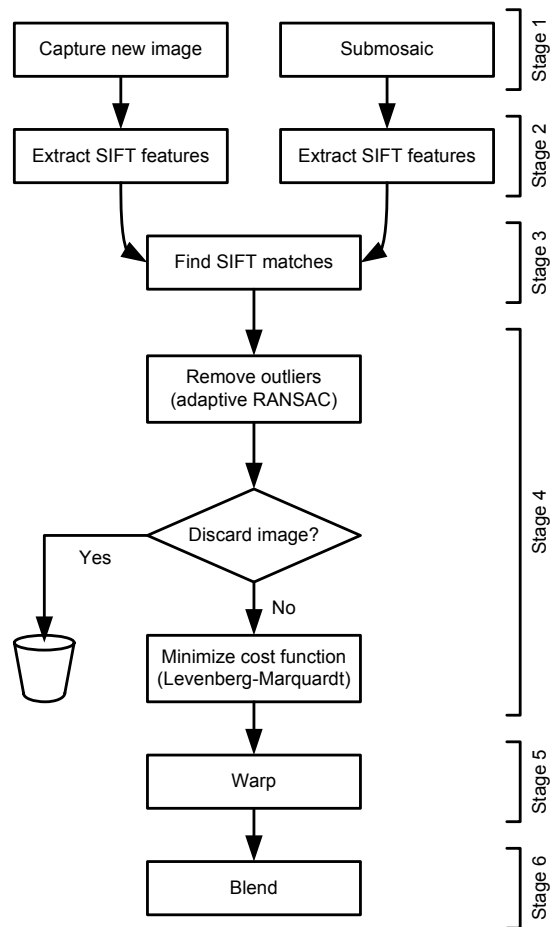 Capture new image
Submosaic
Stage 1
Extract SIFT features
Extract SIFT features
Stage 2
Find SIFT matches
Stage 3
Remove outliers
(adaptive RANSAC)
Discard image?
Yes
No
Minimize cost function
(Levenberg-Marquardt)
Stage 4
Warp
Stage 5
Blend
Stage 6